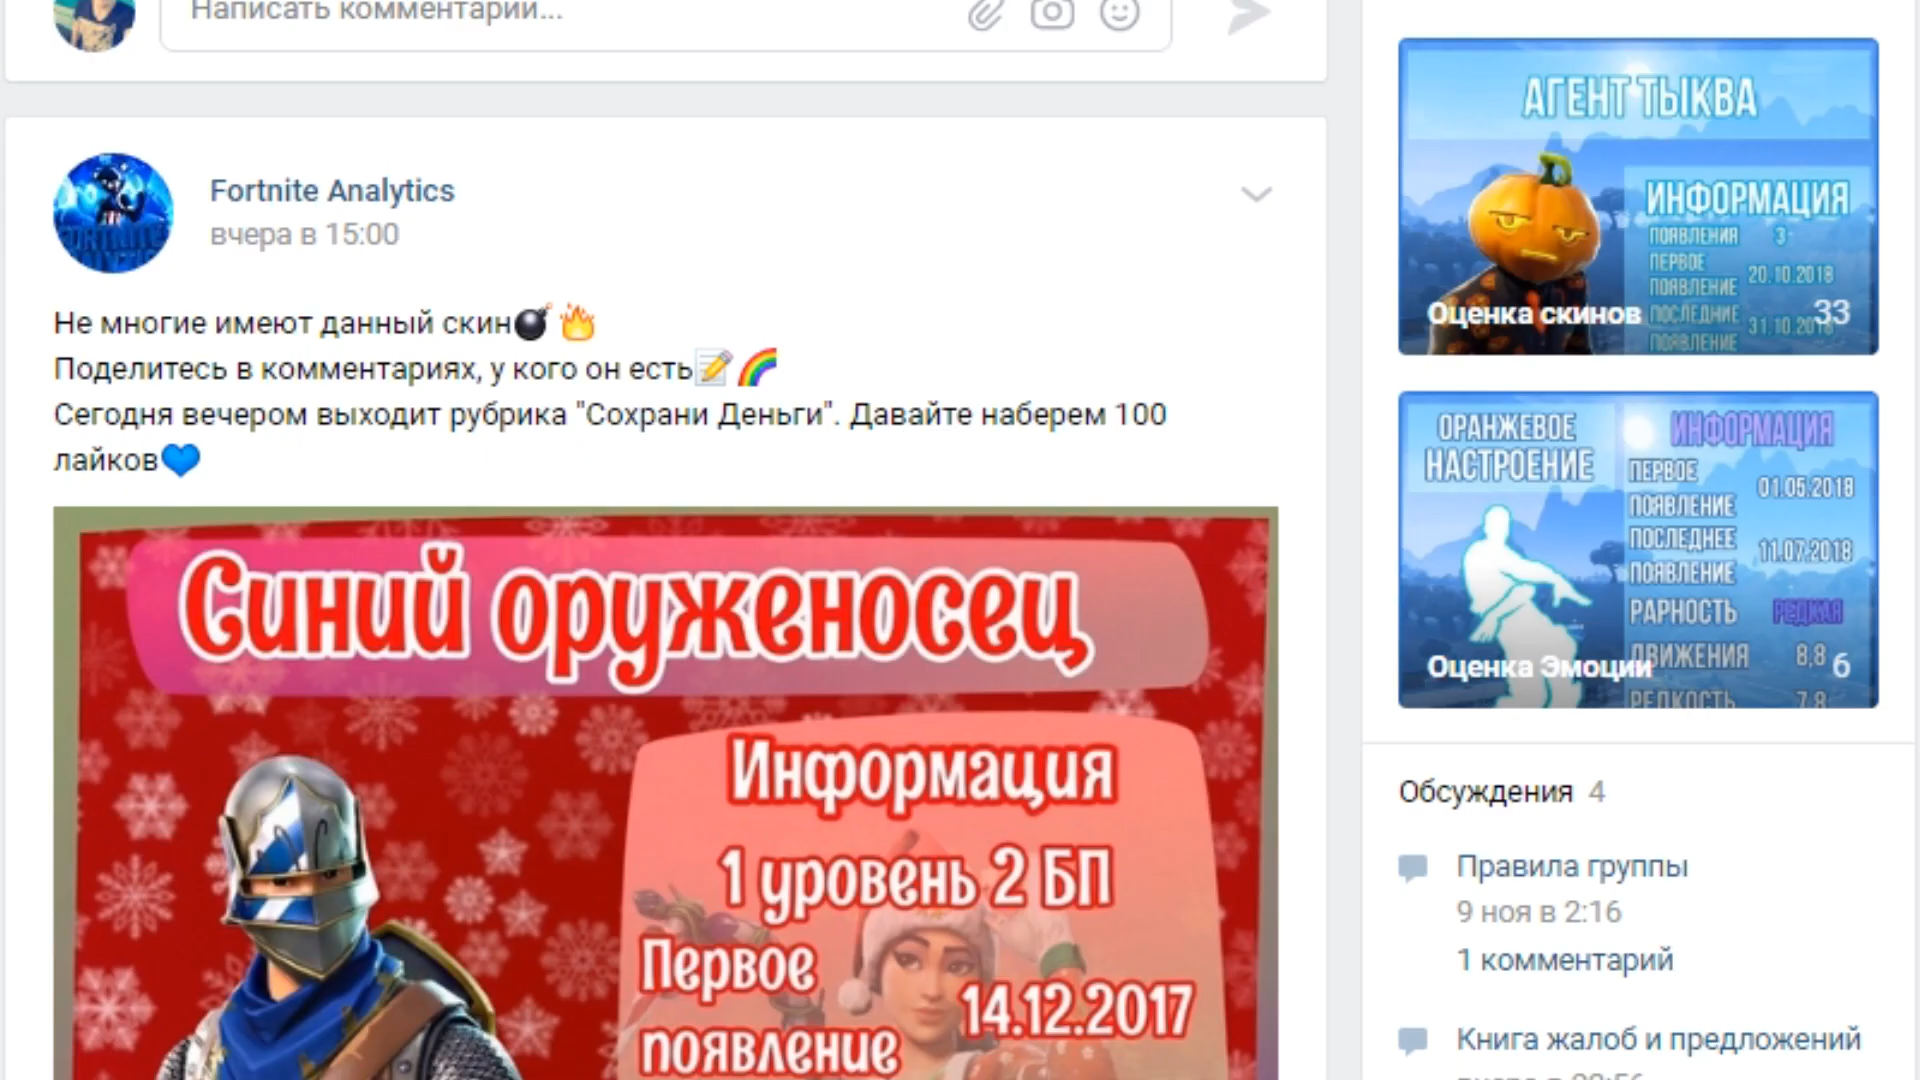 Написать комментарий...
Fortnite Analytics
вчера в 15:00
Не многие имеют данный скин💣🔥
Поделитесь в комментариях, у кого он есть📝🌈
Сегодня вечером выходит рубрика "Сохрани Деньги". Давайте наберем 100
лайков💙
Синий оруженосец
Информация
1 уровень 2 БП
Первое
появление
14.12.2017
АГЕНТ ТЫКВА
ИНФОРМАЦИЯ
ПОЯВЛЕНИЯ 3
ПЕРВОЕ
ПОЯВЛЕНИЕ 20.10.2018
ПОСЛЕДНИЕ
ПОЯВЛЕНИЕ 31.10.2018
Оценка скинов 33
ОРАНЖЕВОЕ
НАСТРОЕНИЕ
ИНФОРМАЦИЯ
ПЕРВОЕ
ПОЯВЛЕНИЕ 01.05.2018
ПОСЛЕДНЕЕ
ПОЯВЛЕНИЕ 11.07.2018
РАРНОСТЬ РЕДКАЯ
ДВИЖЕНИЯ 8,8
РЕДКОСТЬ 7,8
Оценка Эмоции 6
Обсуждения 4
Правила группы
9 ноя в 2:16
1 комментарий
Книга жалоб и предложений